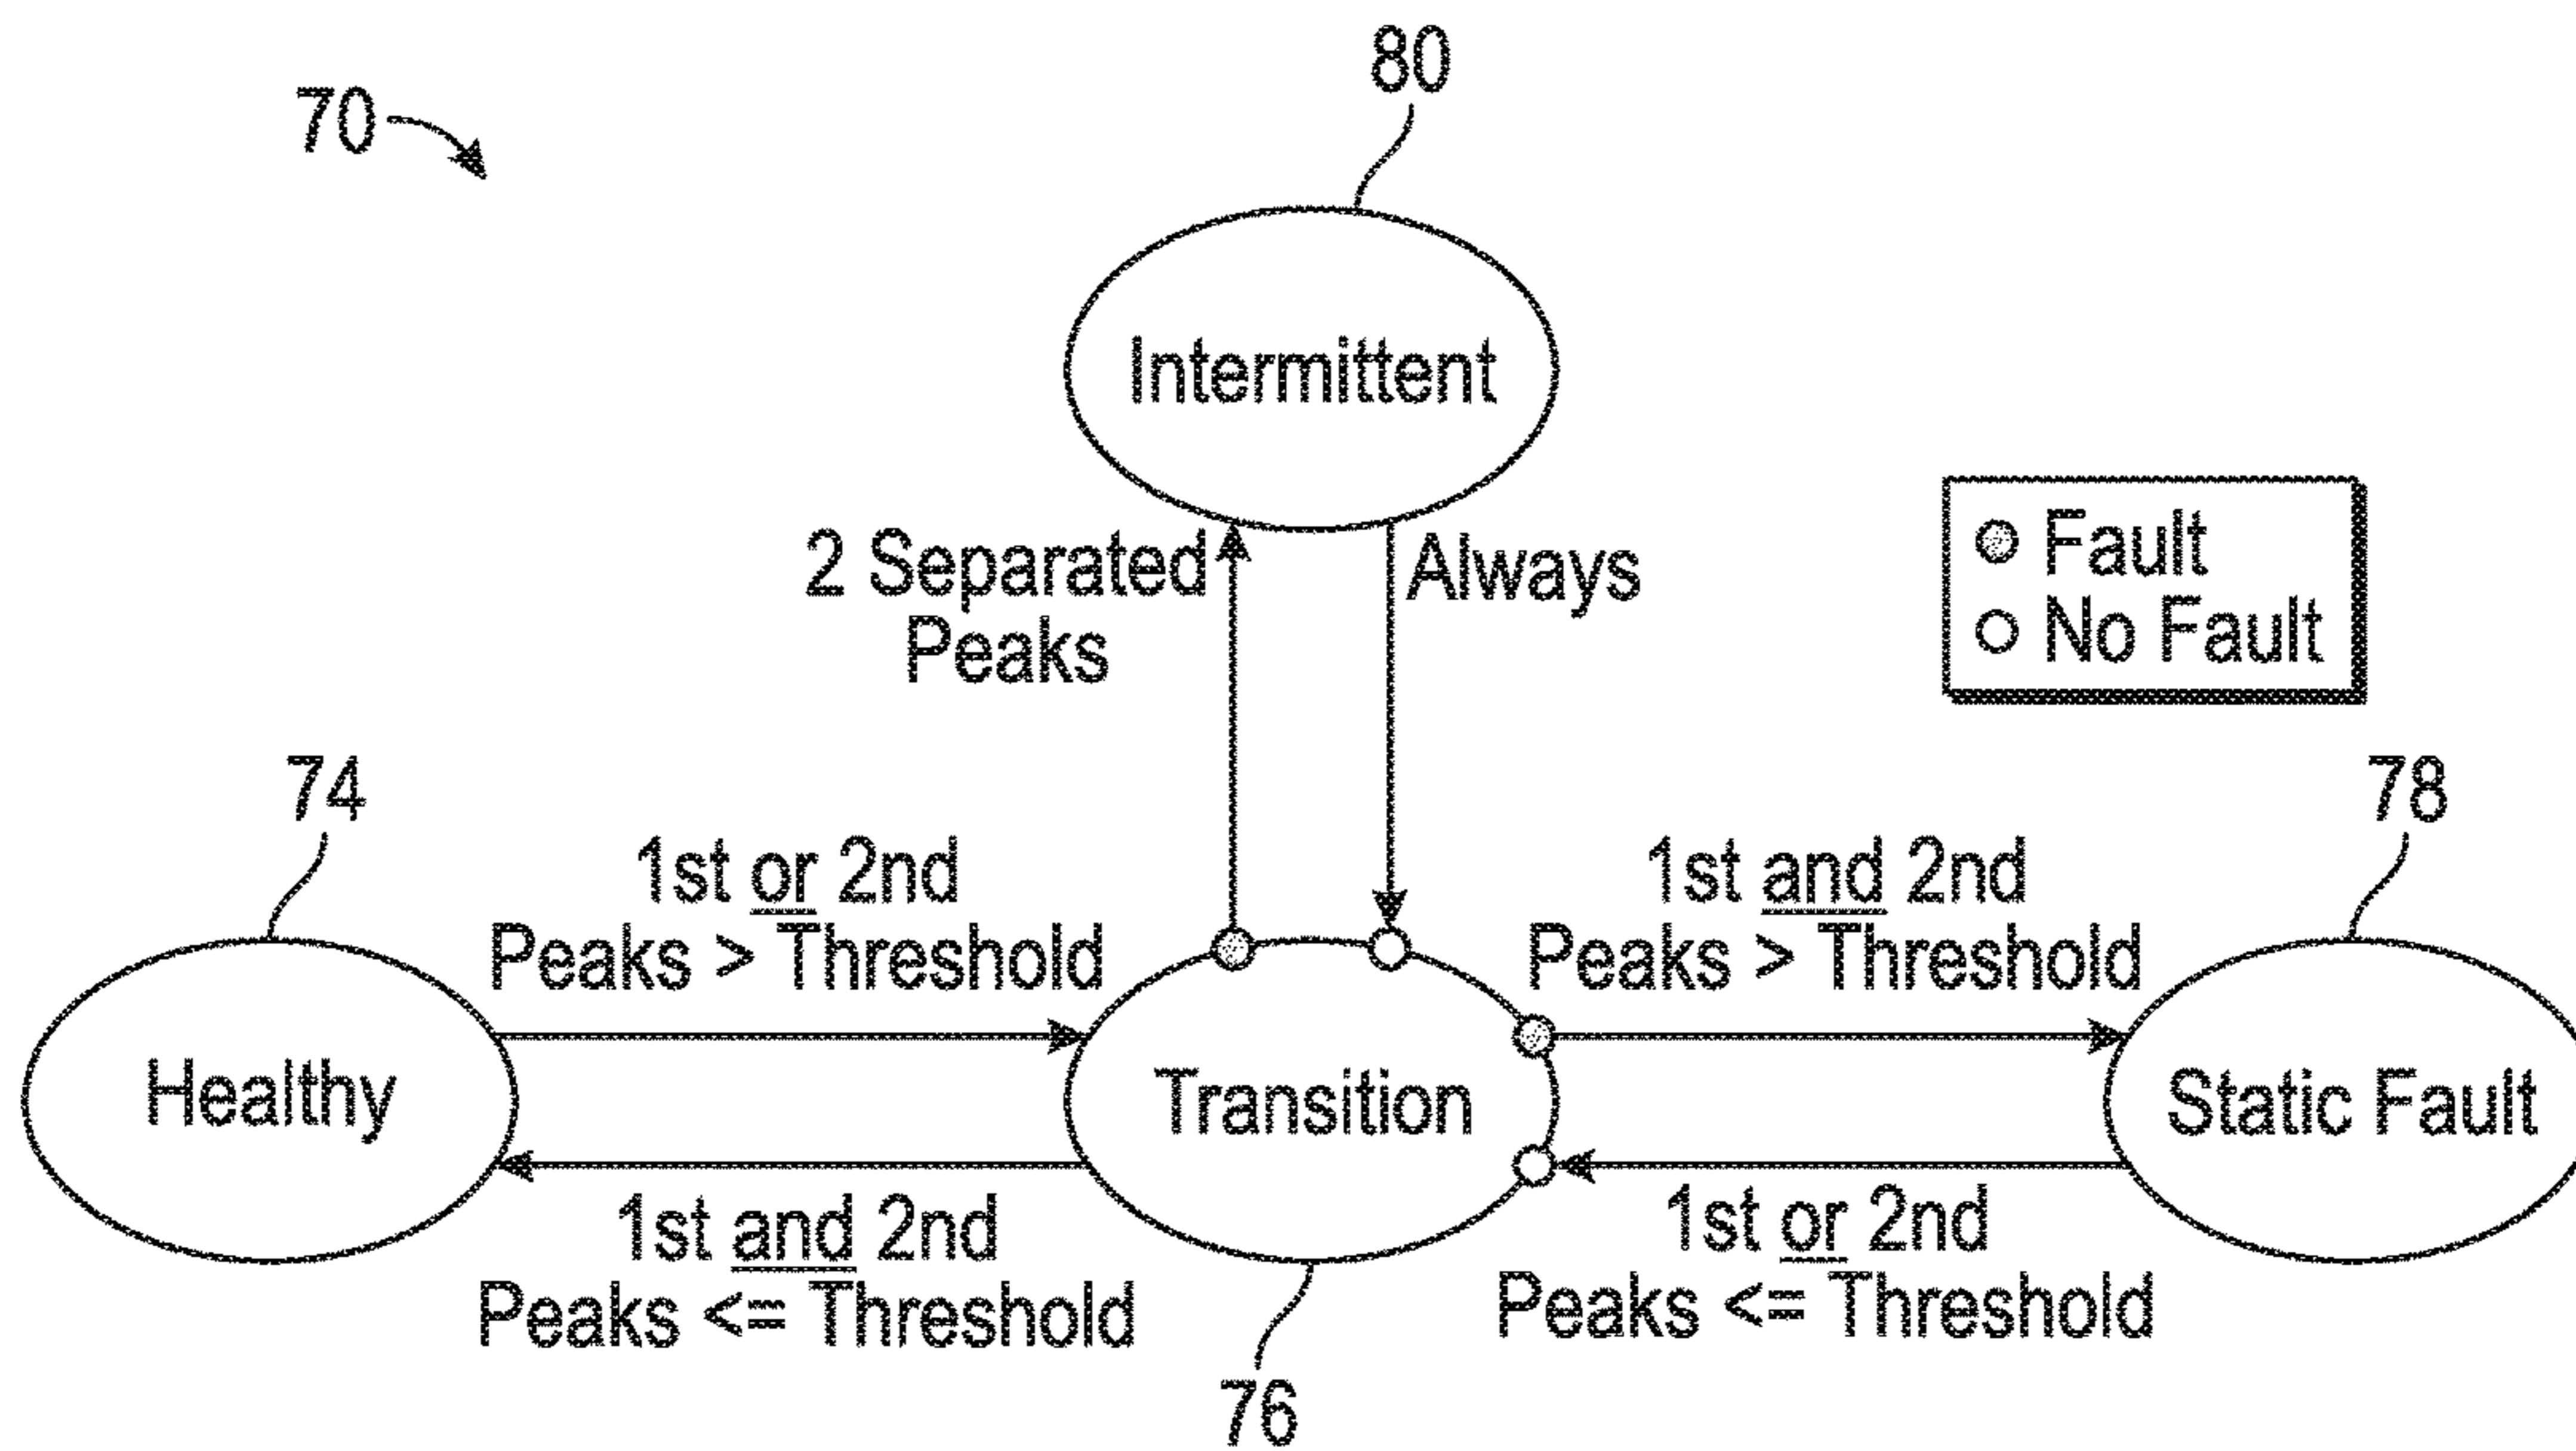 70
80
Intermittent
2 Separated
Peaks
Always
Fault
No Fault
74
78
1st or 2nd
Peaks > Threshold
1st and 2nd
Peaks > Threshold
Healthy
Transition
Static Fault
1st and 2nd
Peaks <= Threshold
1st or 2nd
Peaks <= Threshold
76